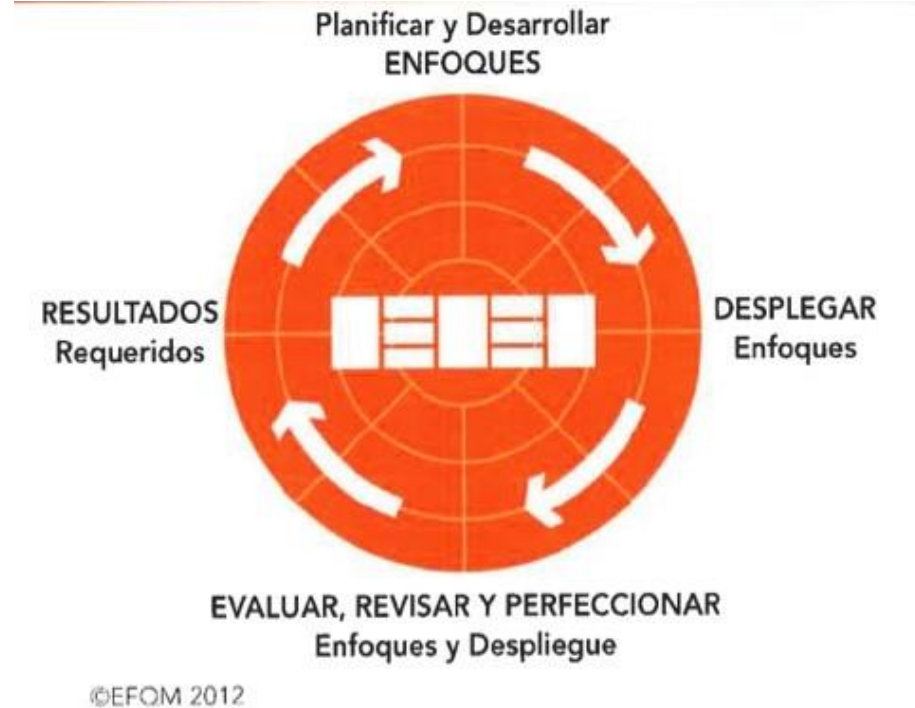 Planificar y Desarrollar
ENFOQUES
RESULTADOS
Requeridos
DESPLEGAR
Enfoques
EVALUAR, REVISAR Y PERFECCIONAR
Enfoques y Despliegue
©EFQM 2012